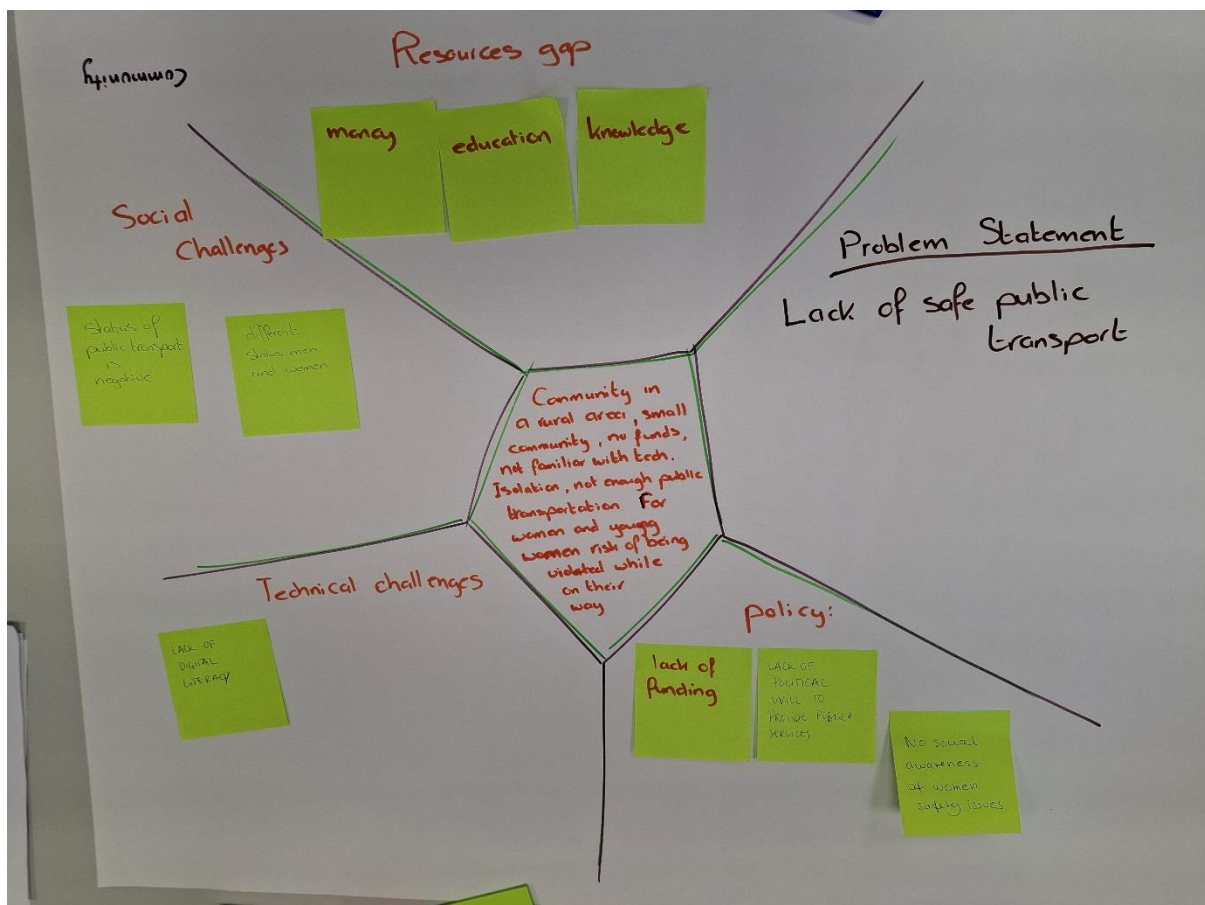 Community
Resources gap
money
education
knowledge
Social
Challenges
Status of
public transport
is
negative
different
status men
and women
Problem Statement
Lack of safe public
transport
Community in
a rural area, small
community, no funds,
not familiar with tech.
Isolation, not enough public
transportation For
women and young
women risk of being
violated while
on their
way
Technical challenges
LACK OF
DIGITAL
LITERACY
policy:
lack of
funding
LACK OF
POLITICAL
WILL TO
PROVIDE PUBLIC
SERVICES
No social
awareness
of women
safety issues